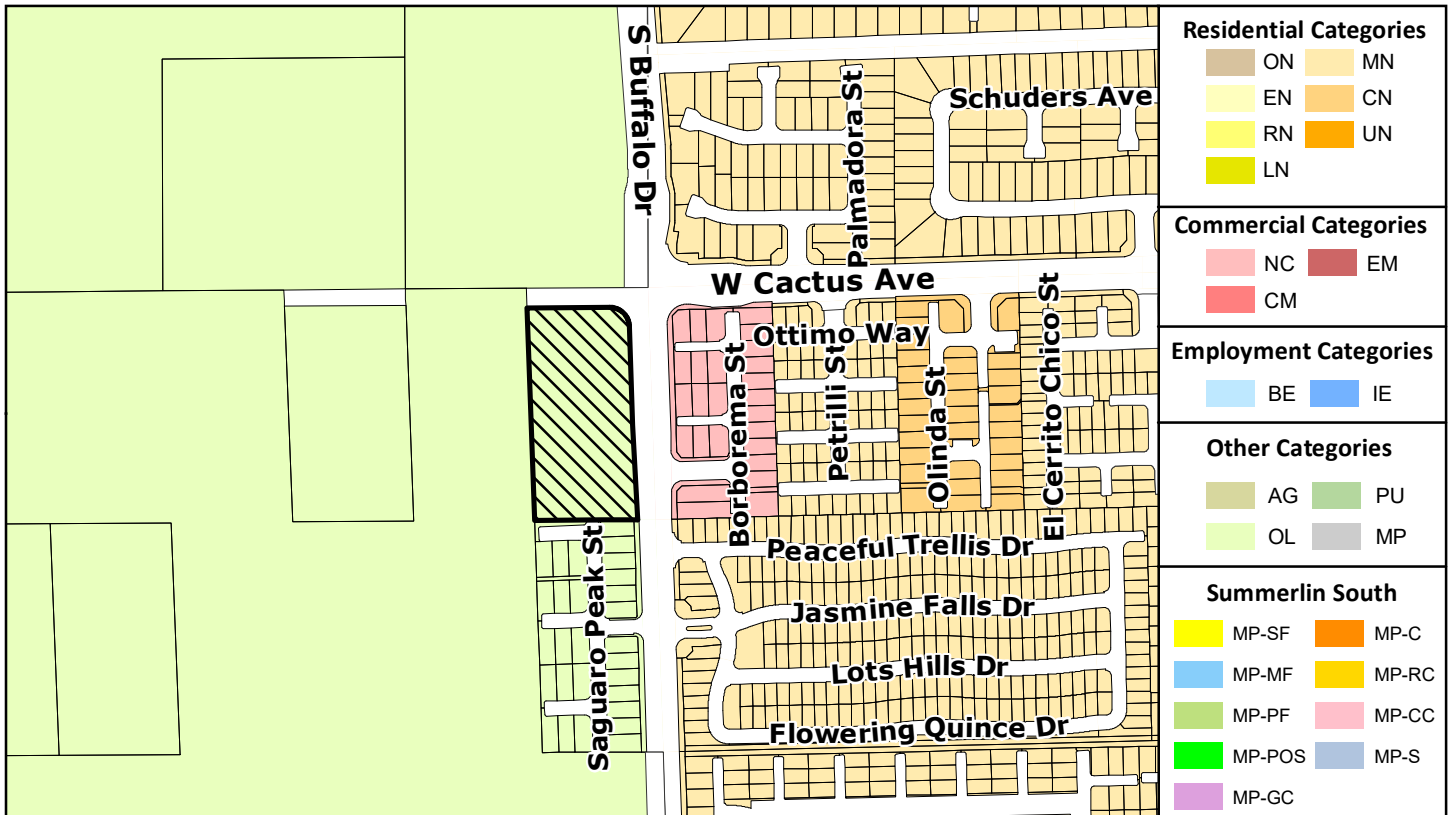 S Buffalo Dr
Palmadora St
Schuders Ave
W Cactus Ave
Ottimo Way
Borborema St
Petrilli St
Olinda St
El Cerrito Chico St
Saguaro Peak St
Peaceful Trellis Dr
Jasmine Falls Dr
Lots Hills Dr
Flowering Quince Dr
Residential Categories
ON MN
EN CN
RN UN
LN
Commercial Categories
NC EM
CM
Employment Categories
BE IE
Other Categories
AG PU
OL MP
Summerlin South
MP-SF MP-C
MP-MF MP-RC
MP-PF MP-CC
MP-POS MP-S
MP-GC